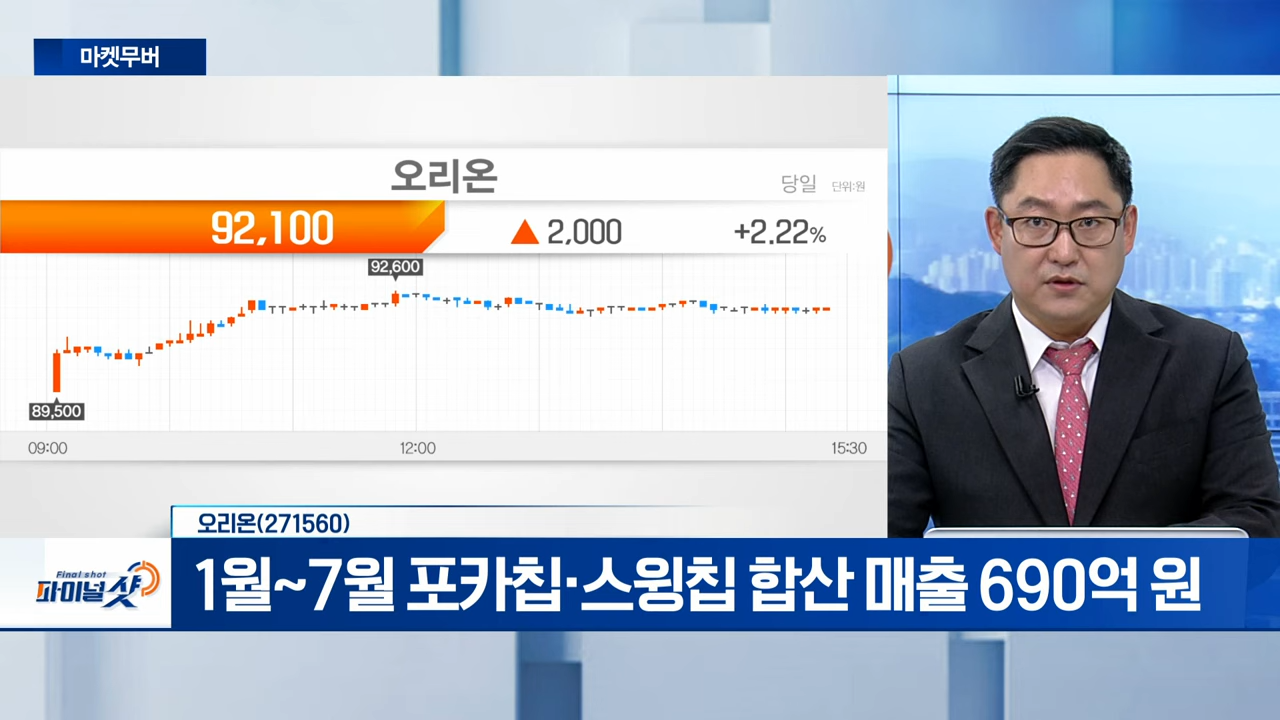 마켓무버
오리온
당일 단위:원
92,100 ▲ 2,000 +2.22%
92,600
89,500
09:00 12:00 15:30
오리온(271560)
Final shot
파이널샷
1월~7월 포카칩·스윙칩 합산 매출 690억 원